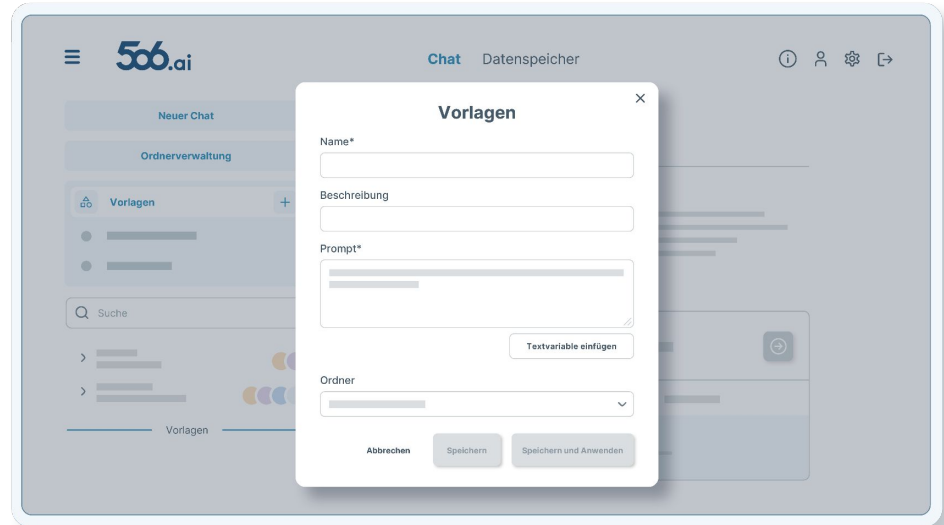 506.ai
Chat
Datenspeicher
Neuer Chat
Ordnerverwaltung
Vorlagen
Suche
Vorlagen
Vorlagen
Name*
Beschreibung
Prompt*
Textvariable einfügen
Ordner
Abbrechen
Speichern
Speichern und Anwenden